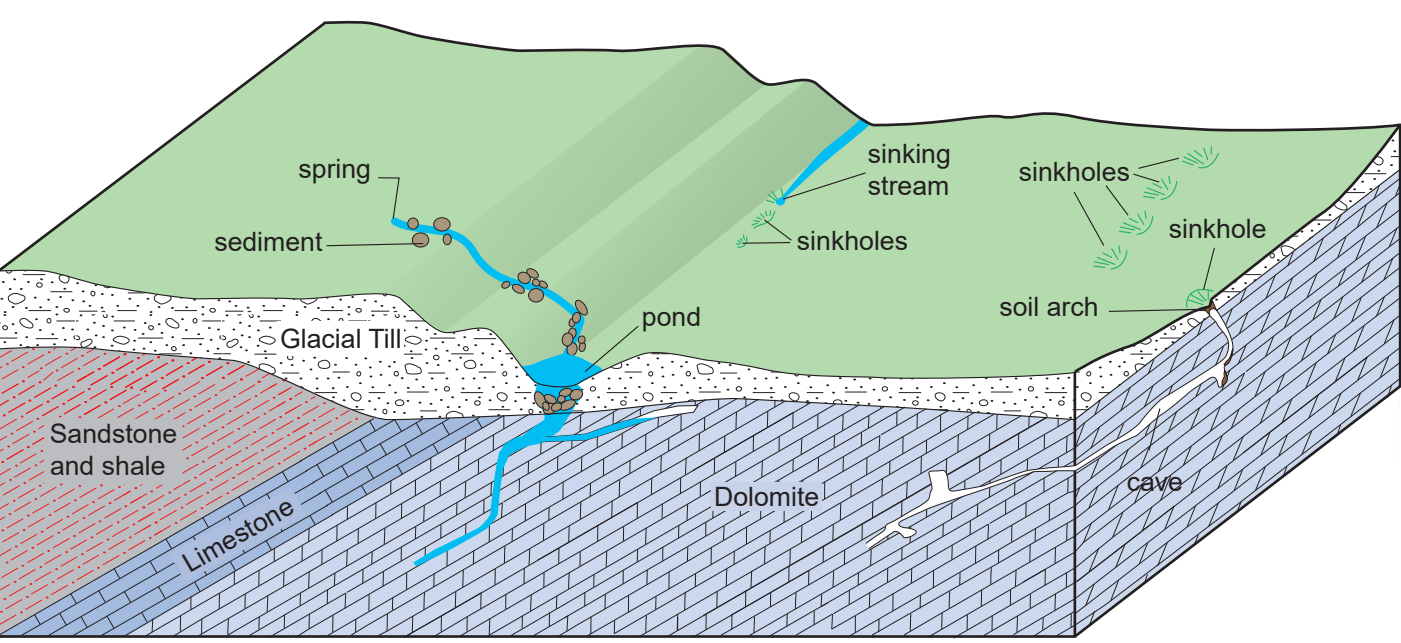 spring
sinking
stream
sinkholes
sediment
sinkholes
sinkhole
soil arch
pond
Glacial Till
Sandstone
and shale
Limestone
Dolomite
cave